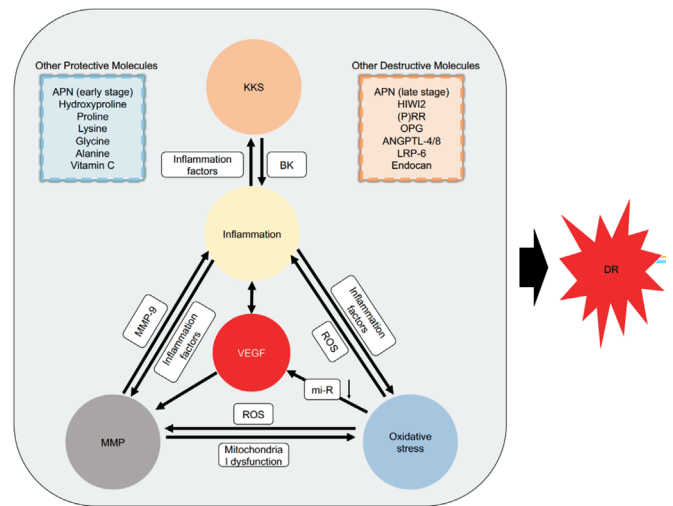 Other Protective Molecules
APN (early stage)
Hydroxyproline
Proline
Lysine
Glycine
Alanine
Vitamin C
KKS
Other Destructive Molecules
APN (late stage)
HIWI2
(P)RR
OPG
ANGPTL-4/8
LRP-6
Endocan
Inflammation
factors
BK
Inflammation
DR
MMP-9
Inflammation
factors
Inflammation
factors
ROS
VEGF
mi-R
ROS
MMP
Mitochondria
l dysfunction
Oxidative
stress